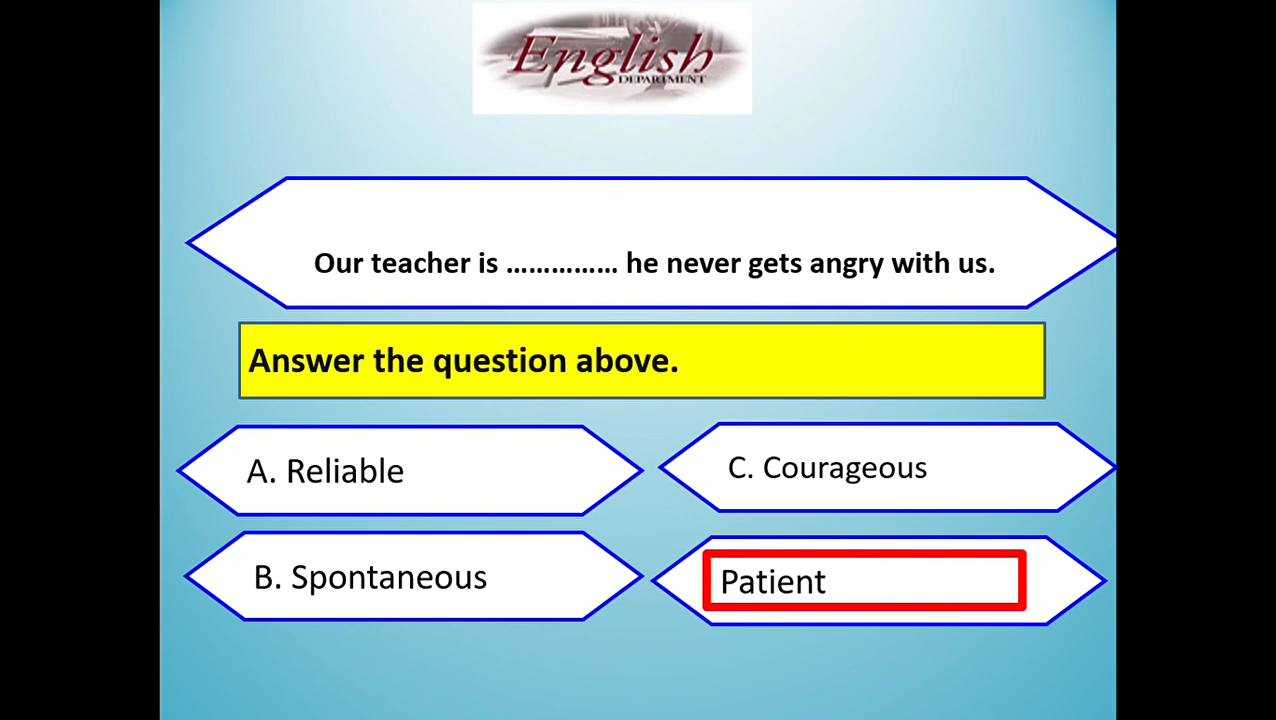 English
DEPARTMENT
Our teacher is …………… he never gets angry with us.
Answer the question above.
A. Reliable
C. Courageous
B. Spontaneous
Patient